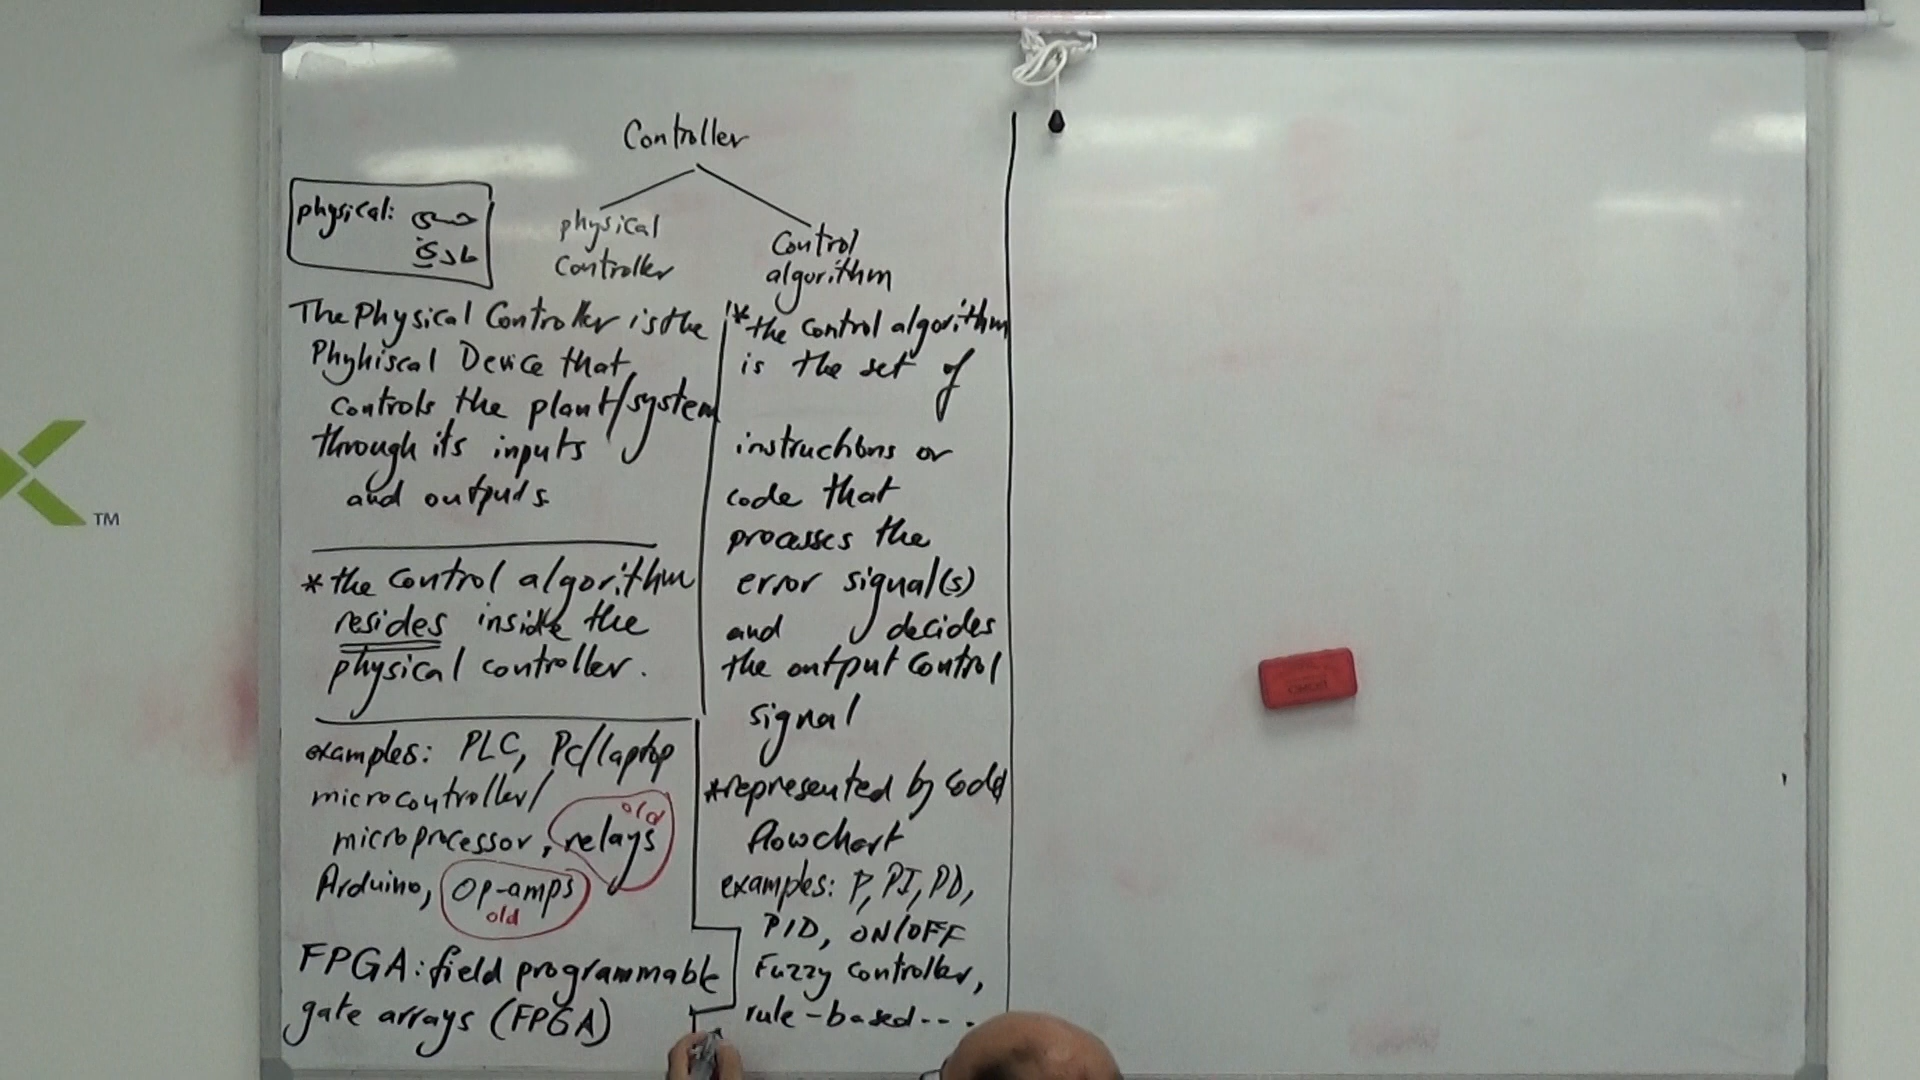 Controller
physical:
مادي
physical
Controller
Control
algorithm
The Physical Controller is the
Phyhiscal Device that
controls the plant/system
through its inputs
and outputs
*the control algorithm
resides inside the
physical controller.
examples: PLC, Pc/laptop
microcontroller/
microprocessor, relays
old
Arduino, Op-amps
old
FPGA: field programmable
gate arrays (FPGA)
*the control algorithm
is the set of
instructions or
code that
processes the
error signal(s)
and decides
the output control
signal
*represented by code
flowchart
examples: P, PI, PD,
PID, ON/OFF
Fuzzy controller,
rule-based....
TM